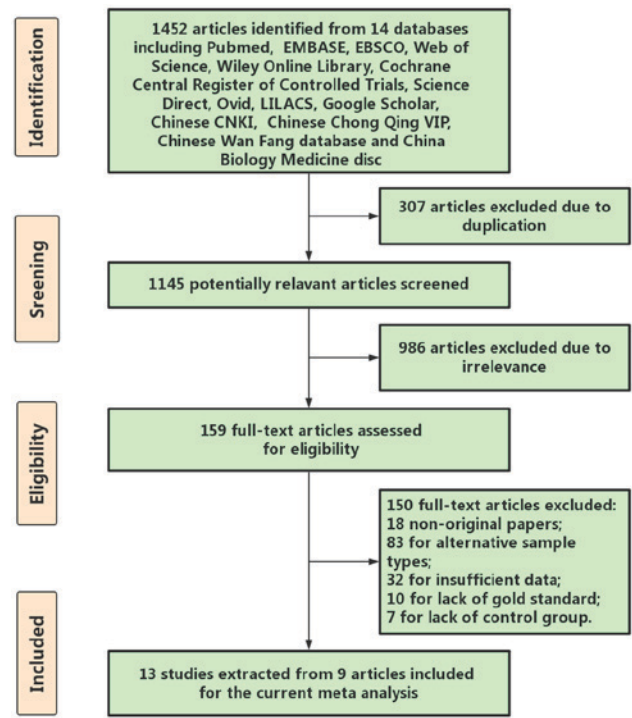 Identification
1452 articles identified from 14 databases
including Pubmed, EMBASE, EBSCO, Web of
Science, Wiley Online Library, Cochrane
Central Register of Controlled Trials, Science
Direct, Ovid, LILACS, Google Scholar,
Chinese CNKI, Chinese Chong Qing VIP,
Chinese Wan Fang database and China
Biology Medicine disc
307 articles excluded due to
duplication
Sreening
1145 potentially relavant articles screened
986 articles excluded due to
irrelevance
Eligibility
159 full-text articles assessed
for eligibility
150 full-text articles excluded:
18 non-original papers;
83 for alternative sample
types;
32 for insufficient data;
10 for lack of gold standard;
7 for lack of control group.
Included
13 studies extracted from 9 articles included
for the current meta analysis